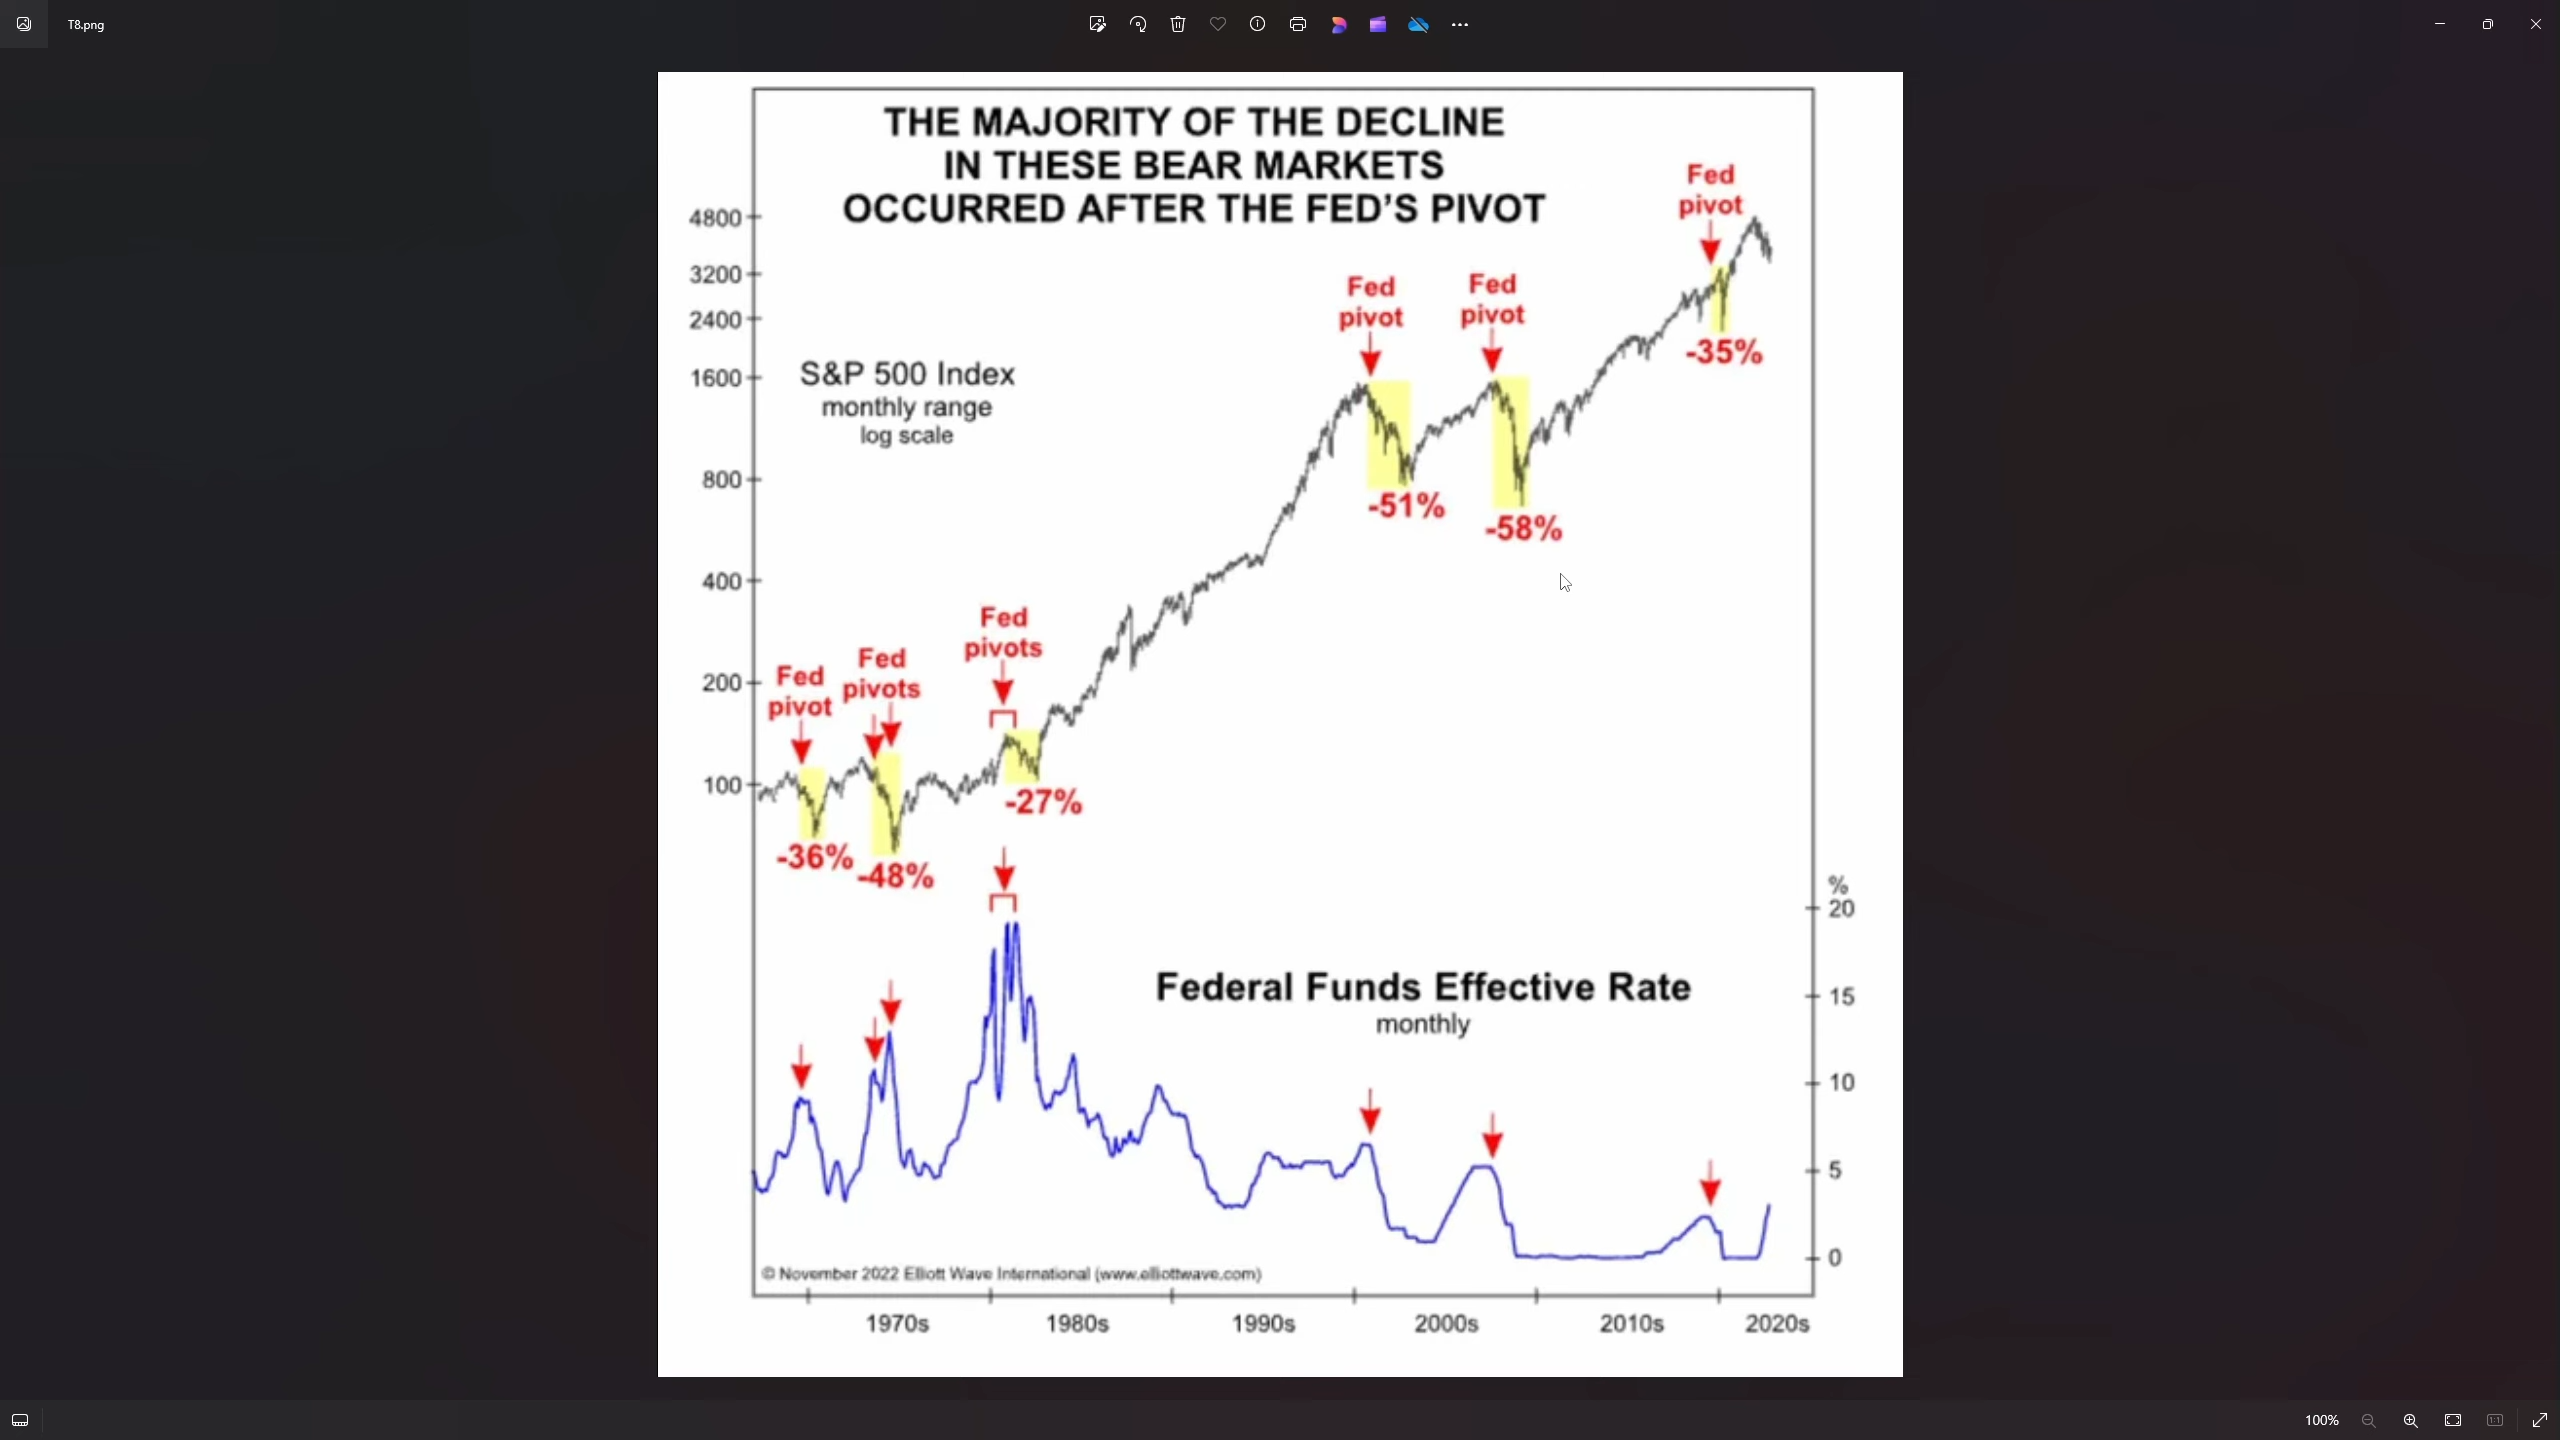 T8.png
THE MAJORITY OF THE DECLINE
IN THESE BEAR MARKETS
OCCURRED AFTER THE FED'S PIVOT
Fed
pivot
4800
3200
2400
1600
800
400
200
100
Fed
pivot
Fed
pivot
-35%
S&P 500 Index
monthly range
log scale
-51%
-58%
Fed
pivots
Fed
pivots
Fed
pivot
-27%
-36%
-48%
%
20
15
10
5
0
Federal Funds Effective Rate
monthly
© November 2022 Elliott Wave International (www.elliottwave.com)
1970s 1980s 1990s 2000s 2010s 2020s
100%